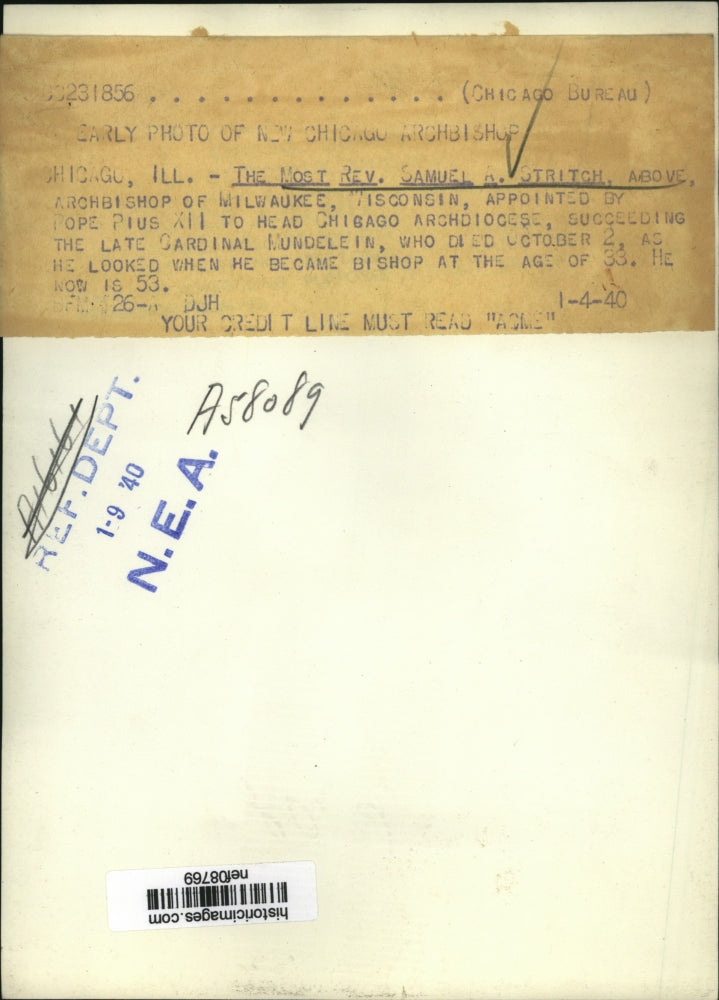 231856 . . . . . . . . . . . . . . (CHICAGO BUREAU)
EARLY PHOTO OF NEW CHICAGO ARCHBISHOP
CHICAGO, ILL. - THE MOST REV. SAMUEL A. STRITCH, ABOVE,
ARCHBISHOP OF MILWAUKEE, WISCONSIN, APPOINTED BY
POPE PIUS XII TO HEAD CHICAGO ARCHDIOCESE, SUCCEEDING
THE LATE CARDINAL MUNDELEIN, WHO DIED OCTOBER 2, AS
HE LOOKED WHEN HE BECAME BISHOP AT THE AGE OF 33. HE
NOW IS 53.
DJH 1-4-40
YOUR CREDIT LINE MUST READ "ACME"
A58089
REF. DEPT.
1-9 '40
N.E.A.
historicimages.com
nef08769